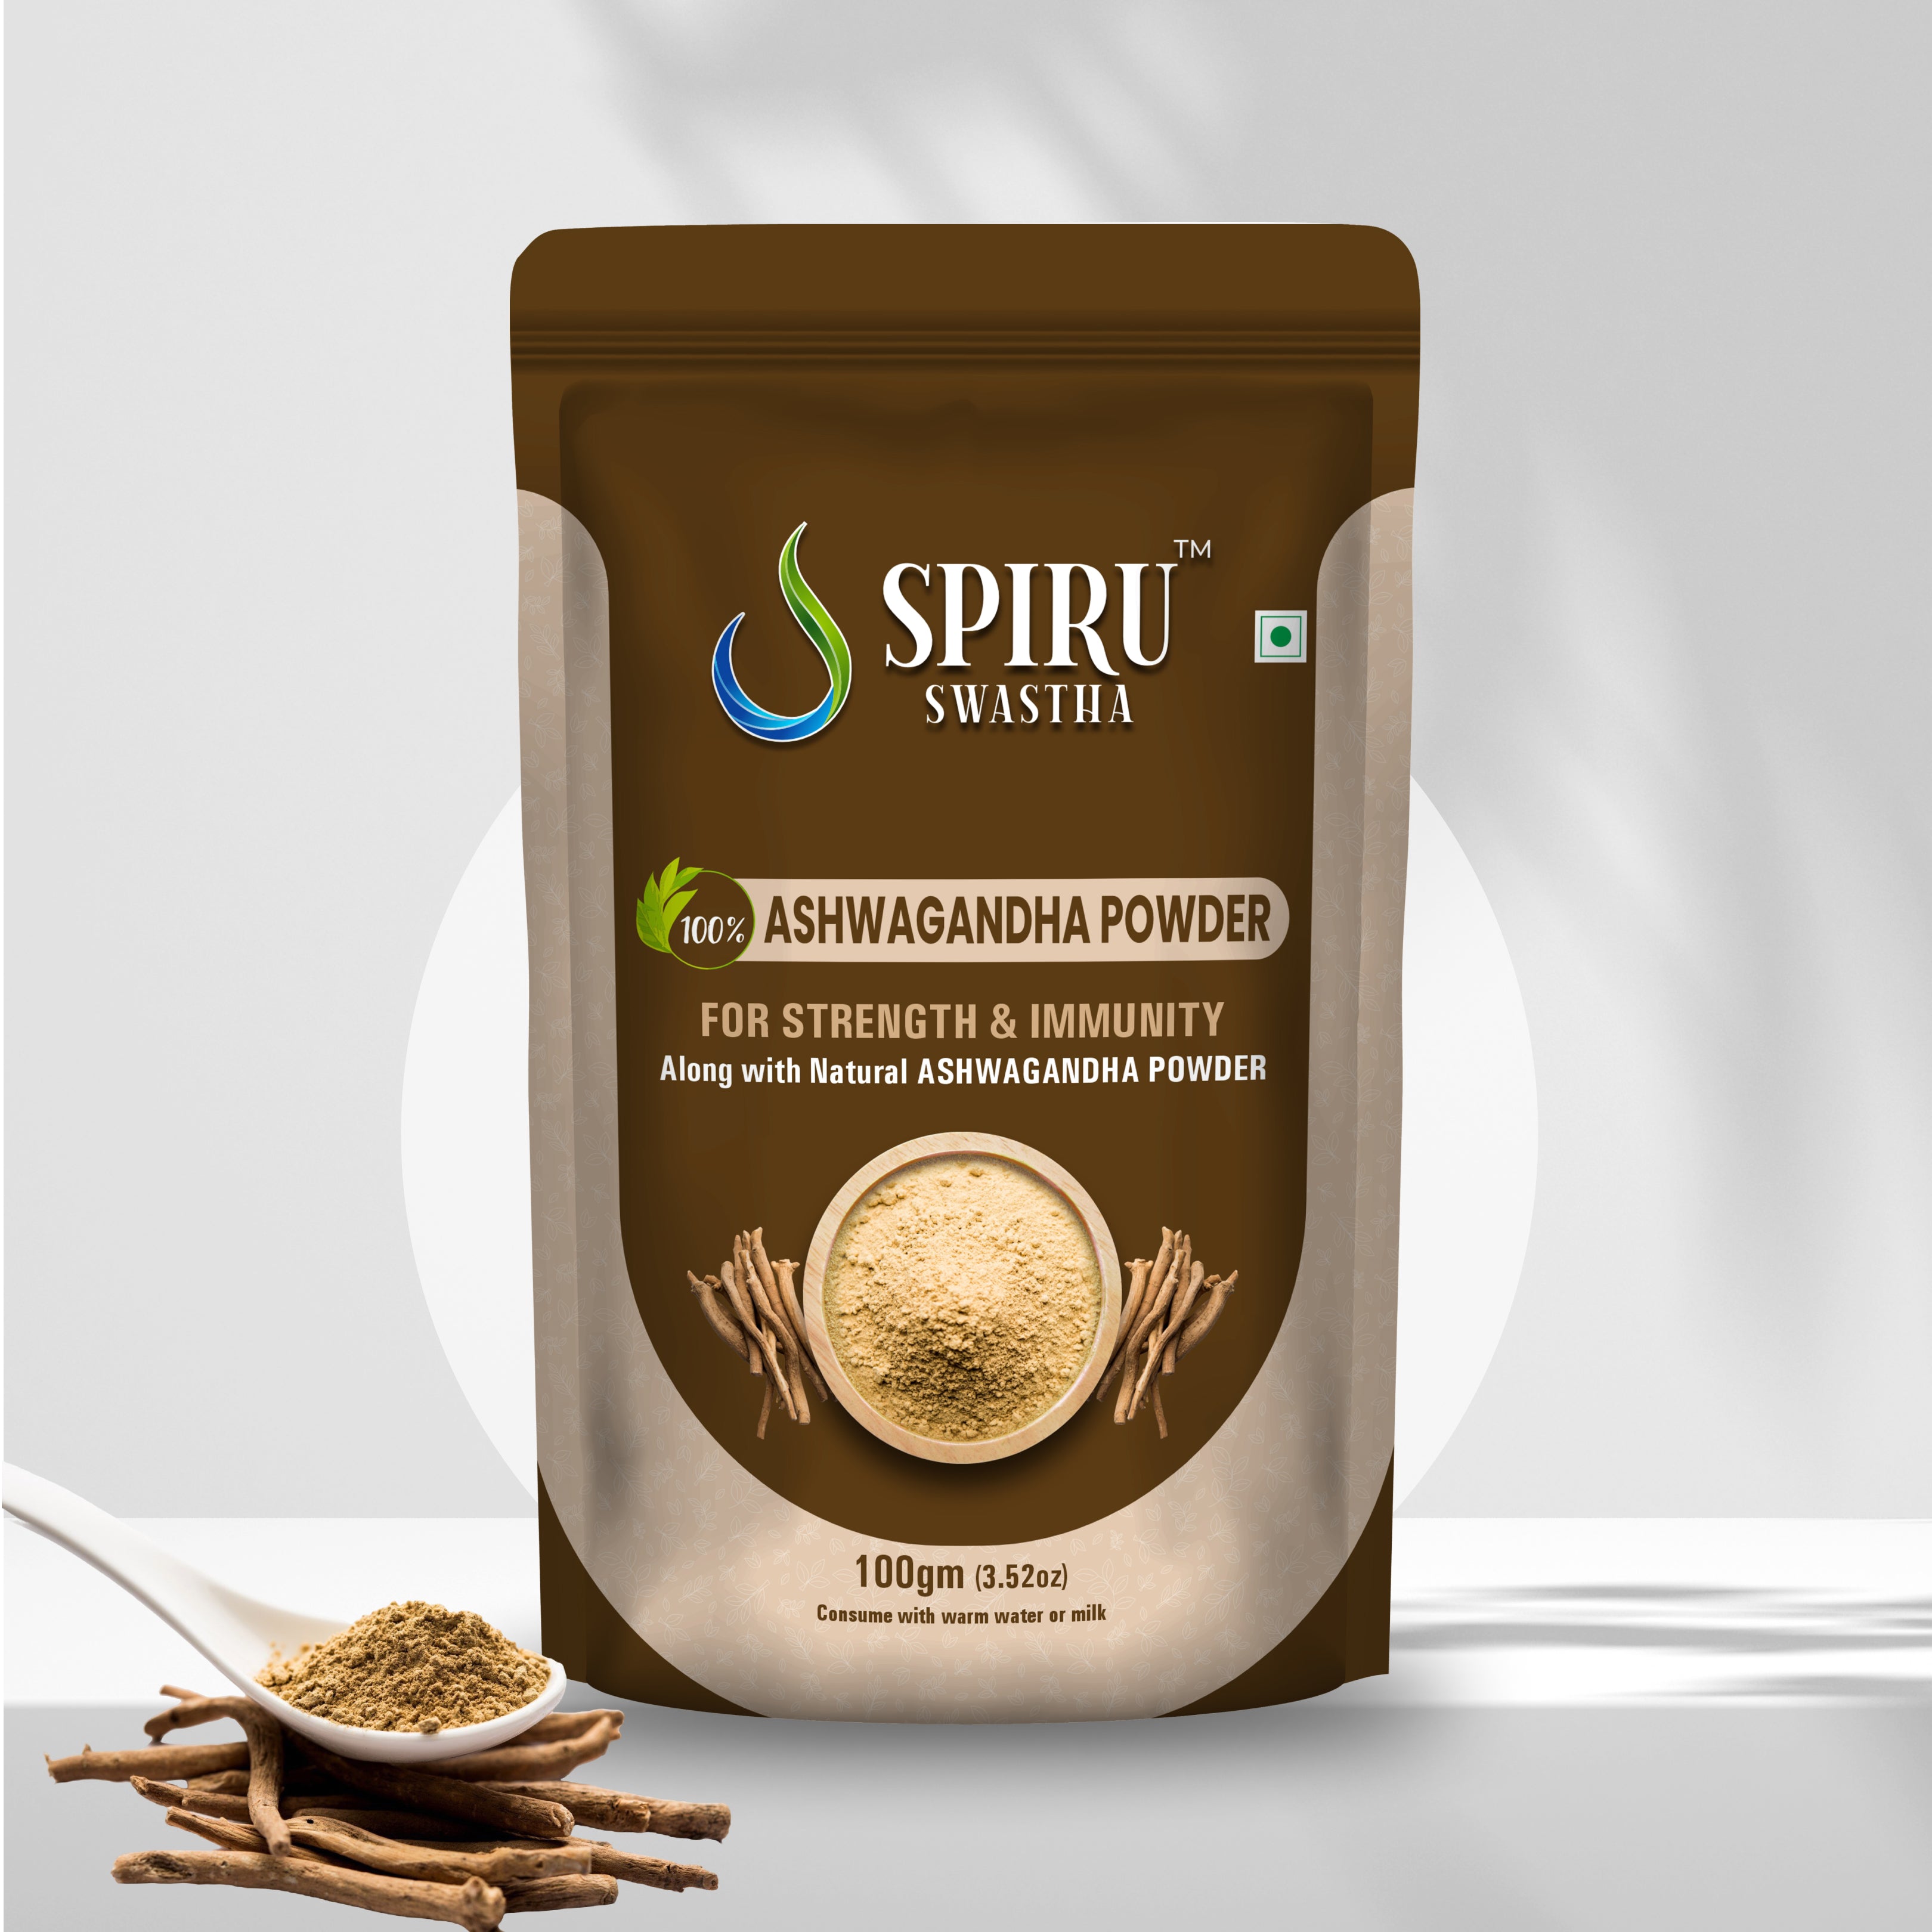 SPIRU™
SWASTHA
100% ASHWAGANDHA POWDER
FOR STRENGTH & IMMUNITY
Along with Natural ASHWAGANDHA POWDER
100gm (3.52oz)
Consume with warm water or milk